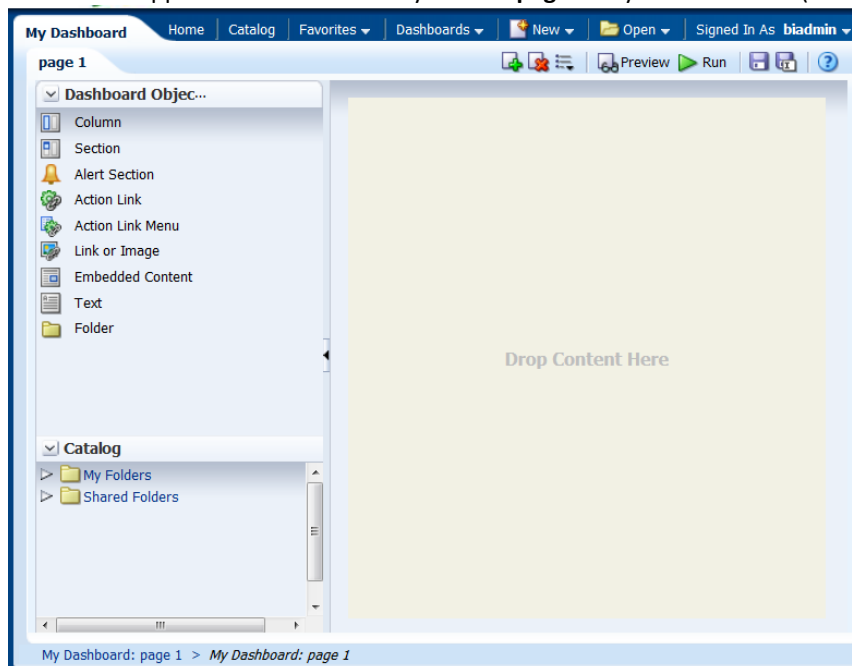 My Dashboard Home Catalog Favorites Dashboards New Open Signed In As biadmin
page 1 Preview Run ?
Dashboard Objec...
Column
Section
Alert Section
Action Link
Action Link Menu
Link or Image
Embedded Content
Text
Folder
Drop Content Here
Catalog
My Folders
Shared Folders
My Dashboard: page 1 > My Dashboard: page 1